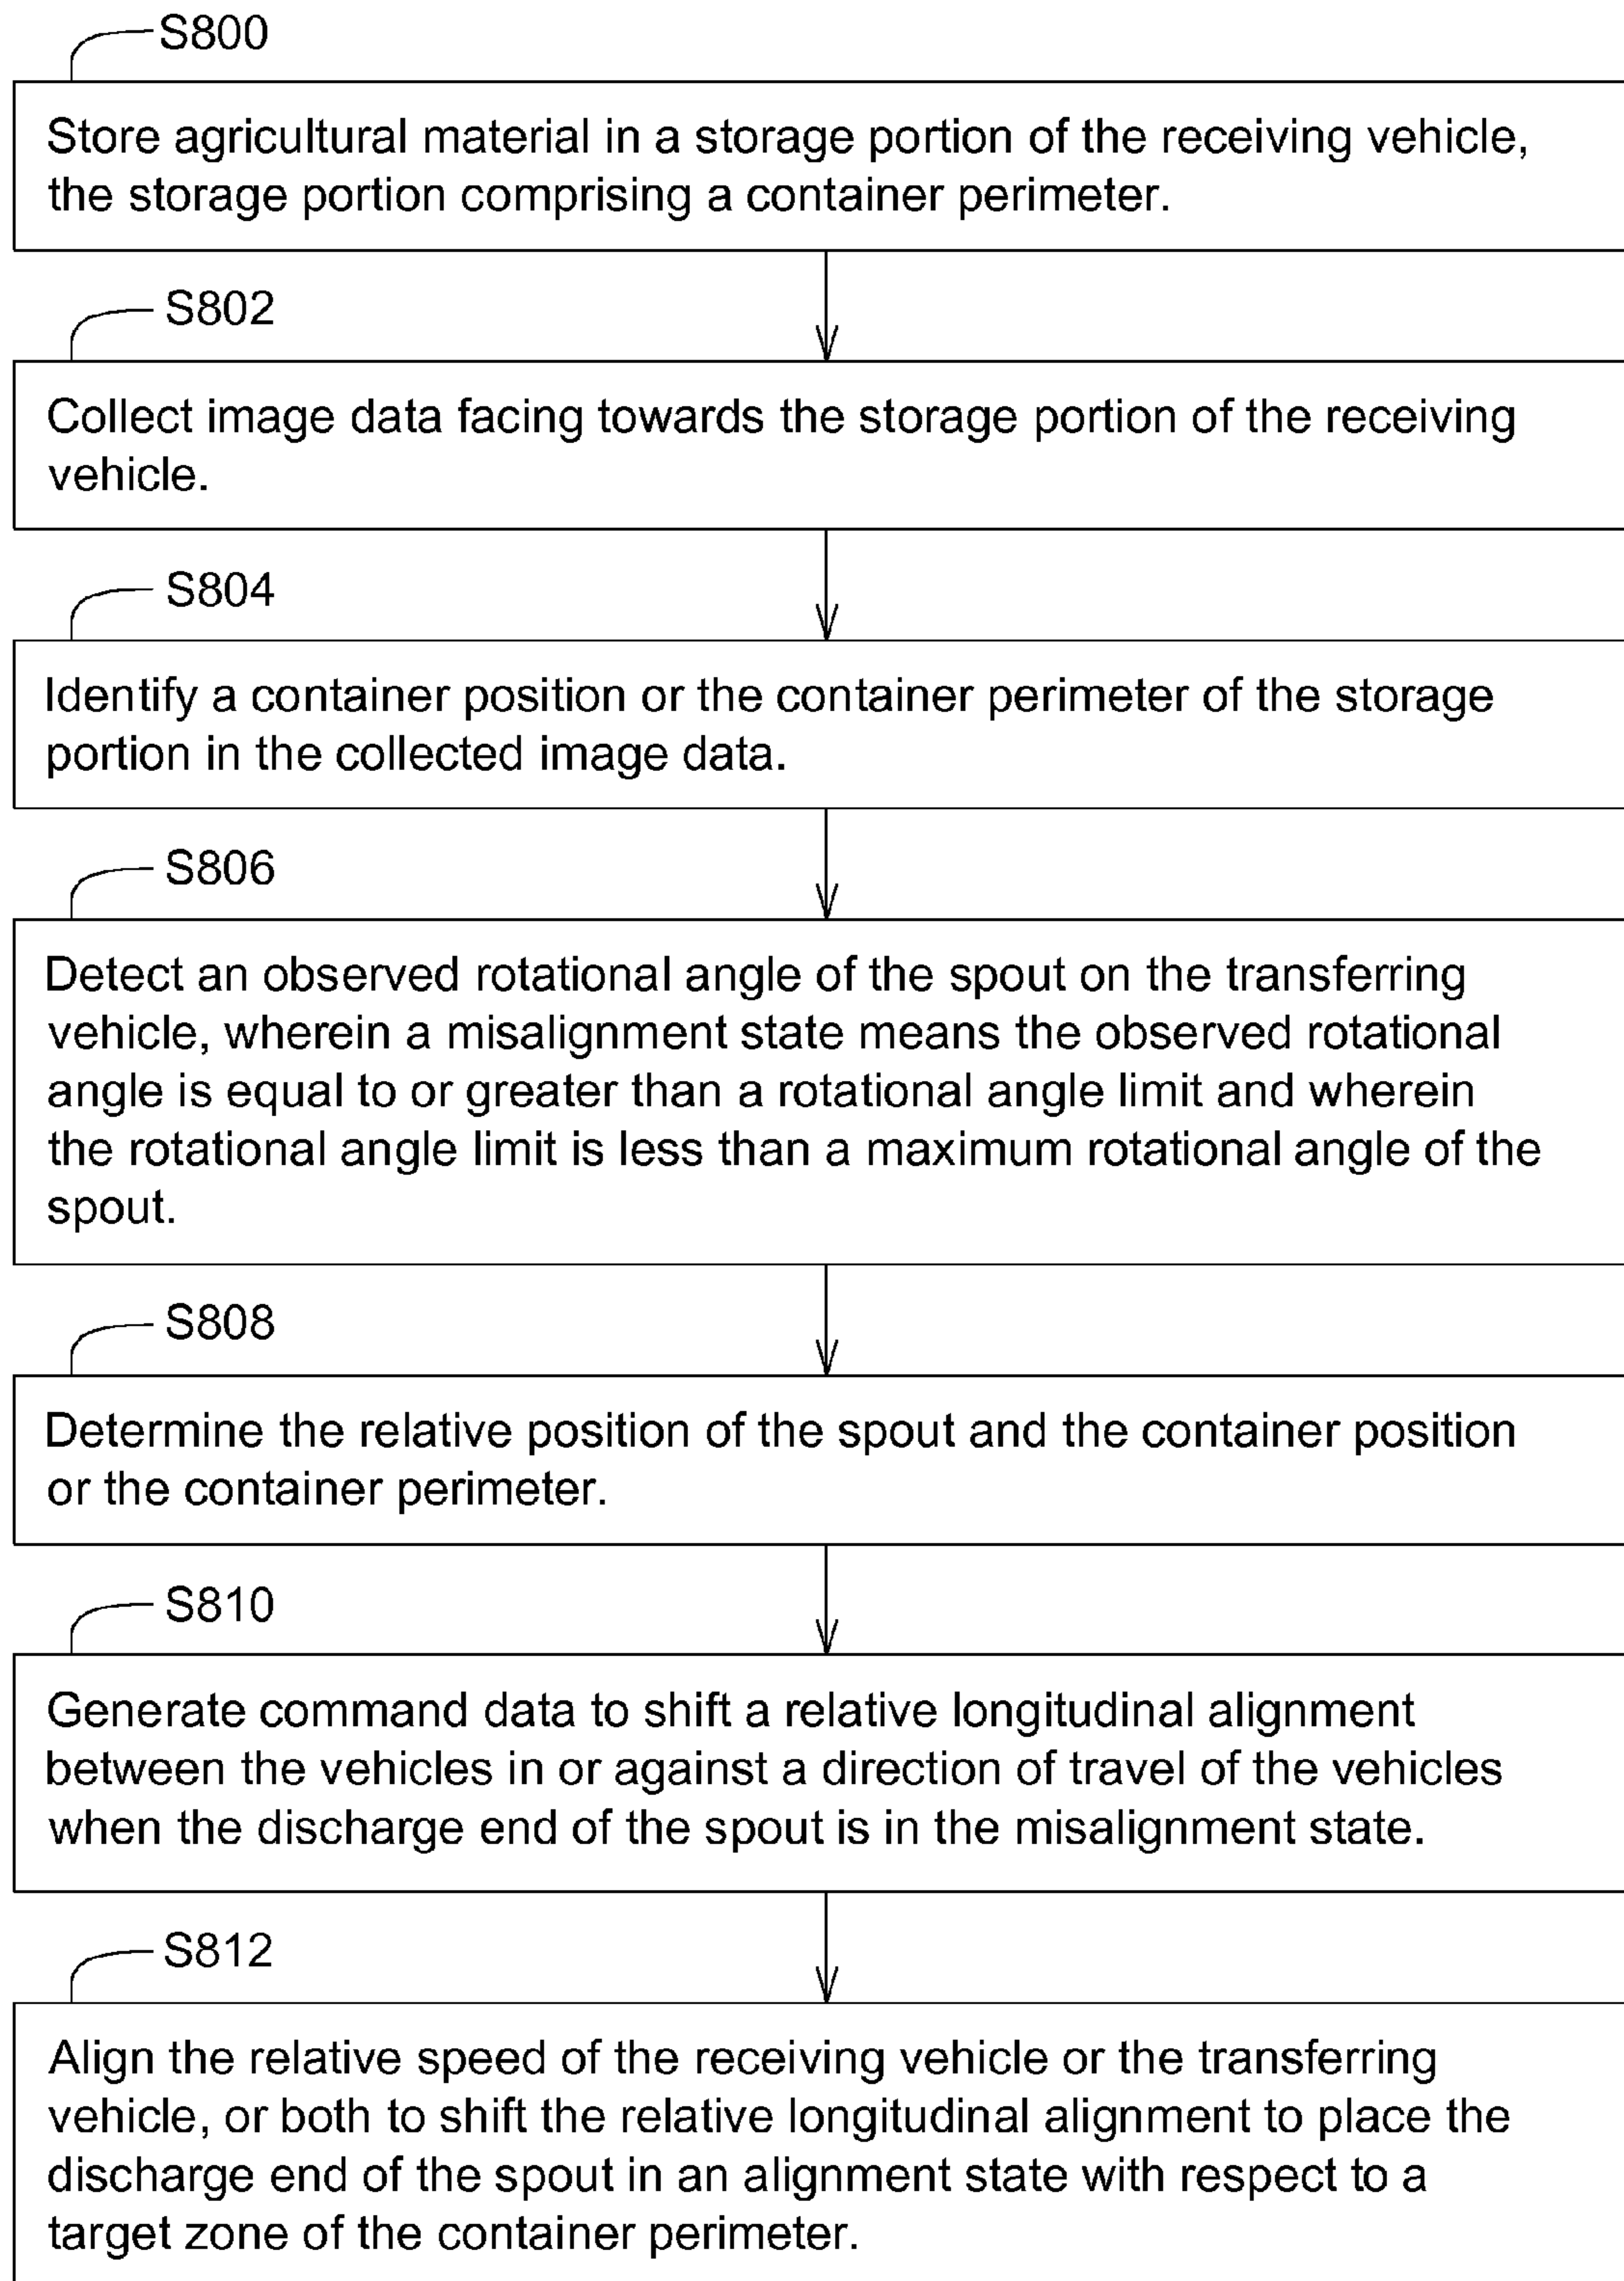 S800
Store agricultural material in a storage portion of the receiving vehicle,
the storage portion comprising a container perimeter.
S802
Collect image data facing towards the storage portion of the receiving
vehicle.
S804
Identify a container position or the container perimeter of the storage
portion in the collected image data.
S806
Detect an observed rotational angle of the spout on the transferring
vehicle, wherein a misalignment state means the observed rotational
angle is equal to or greater than a rotational angle limit and wherein
the rotational angle limit is less than a maximum rotational angle of the
spout.
S808
Determine the relative position of the spout and the container position
or the container perimeter.
S810
Generate command data to shift a relative longitudinal alignment
between the vehicles in or against a direction of travel of the vehicles
when the discharge end of the spout is in the misalignment state.
S812
Align the relative speed of the receiving vehicle or the transferring
vehicle, or both to shift the relative longitudinal alignment to place the
discharge end of the spout in an alignment state with respect to a
target zone of the container perimeter.